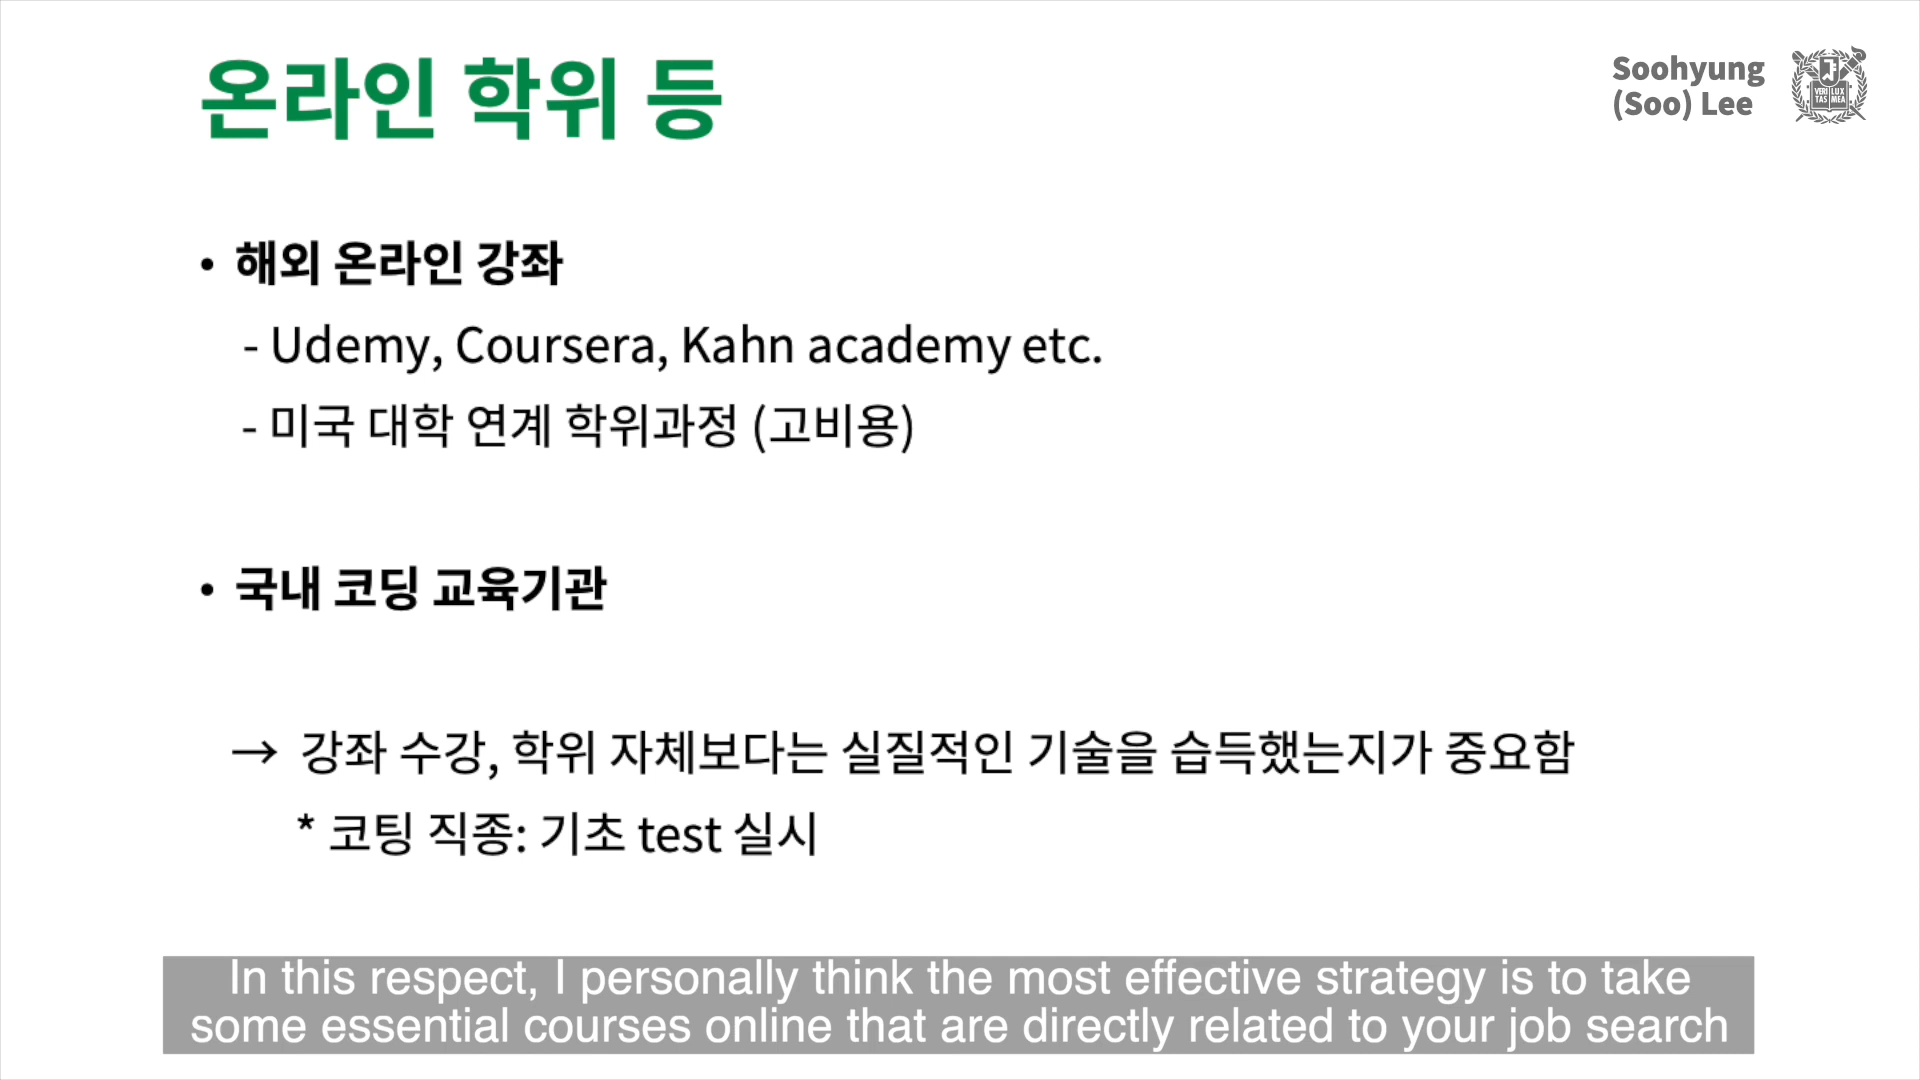 온라인 학위 등
Soohyung
(Soo) Lee
VERI LUX
TAS MEA
• 해외 온라인 강좌
- Udemy, Coursera, Kahn academy etc.
- 미국 대학 연계 학위과정 (고비용)
• 국내 코딩 교육기관
→ 강좌 수강, 학위 자체보다는 실질적인 기술을 습득했는지가 중요함
* 코팅 직종: 기초 test 실시
In this respect, I personally think the most effective strategy is to take
some essential courses online that are directly related to your job search